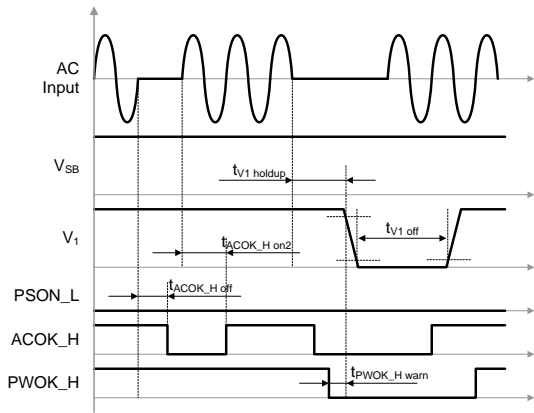 AC
Input
VSB
tV1 holdup
V1
tV1 off
tACOK_H on2
tACOK_H off
PSON_L
ACOK_H
tPWOK_H warn
PWOK_H